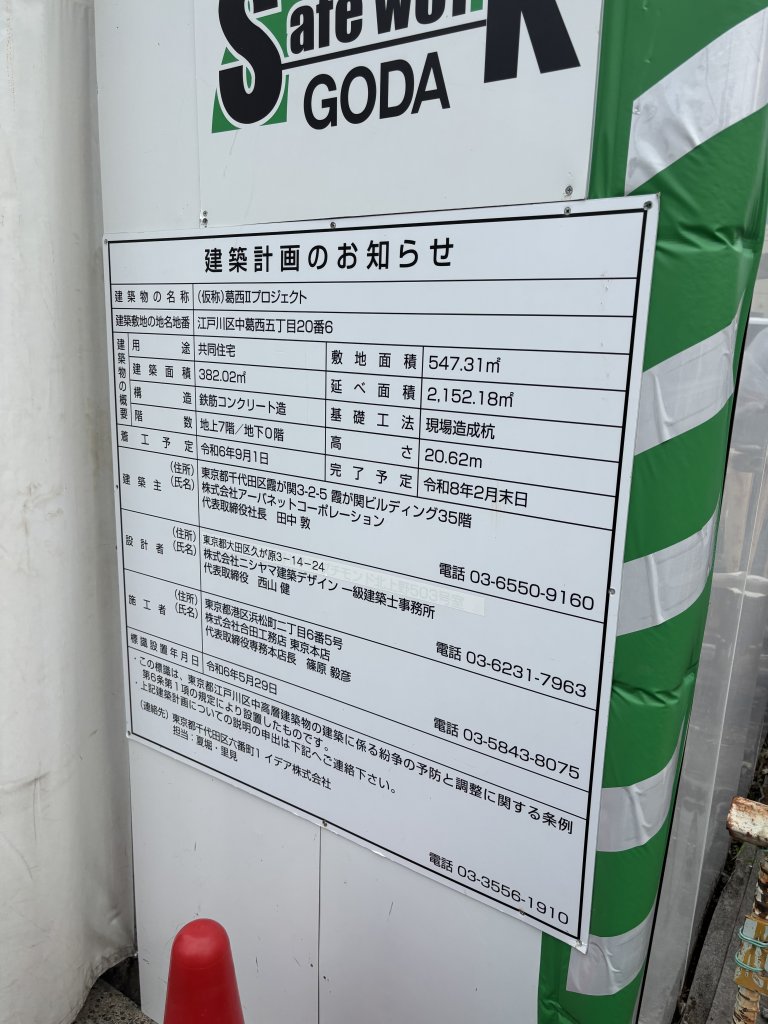 Safe work
GODA
建築計画のお知らせ
建築物の名称 (仮称)葛西Ⅱプロジェクト
建築敷地の地名地番 江戸川区中葛西五丁目20番6
建築物の概要
用途 共同住宅 敷地面積 547.31㎡
建築面積 382.02㎡ 延べ面積 2,152.18㎡
構造 鉄筋コンクリート造 基礎工法 現場造成杭
階数 地上7階/地下0階 高さ 20.62m
着工予定 令和6年9月1日 完了予定 令和8年2月末日
建築主 (住所) 東京都千代田区霞が関3-2-5 霞が関ビルディング35階
(氏名) 株式会社アーバネットコーポレーション
代表取締役社長 田中 敦
電話 03-6550-9160
設計者 (住所) 東京都大田区久が原3-14-24
(氏名) 株式会社ニシヤマ建築デザイン 一級建築士事務所
代表取締役 西山 健
電話 03-6231-7963
施工者 (住所) 東京都港区浜松町二丁目6番5号
(氏名) 株式会社合田工務店 東京本店
代表取締役専務本店長 篠原 毅彦
電話 03-5843-8075
標識設置年月日 令和6年5月29日
・この標識は、東京都江戸川区中高層建築物の建築に係る紛争の予防と調整に関する条例
第6条第1項の規定により設置したものです。
・上記建築計画についての説明の申出は下記へご連絡下さい。
(連絡先) 東京都千代田区六番町1 イデア株式会社
担当:夏堀・里見
電話 03-3556-1910